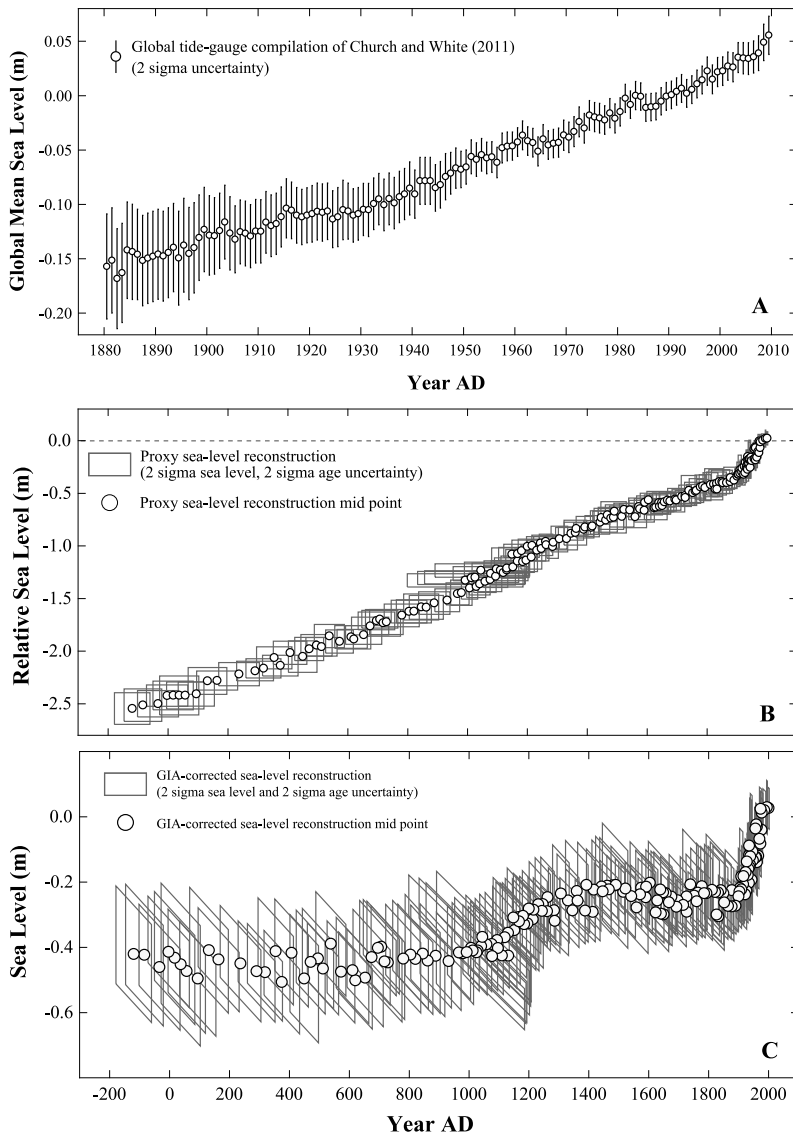 0.05
0.00
-0.05
-0.10
-0.15
-0.20
Global Mean Sea Level (m)
Global tide-gauge compilation of Church and White (2011)
(2 sigma uncertainty)
A
1880 1890 1900 1910 1920 1930 1940 1950 1960 1970 1980 1990 2000 2010
Year AD
0.0
-0.5
-1.0
-1.5
-2.0
-2.5
Relative Sea Level (m)
Proxy sea-level reconstruction
(2 sigma sea level, 2 sigma age uncertainty)
Proxy sea-level reconstruction mid point
B
0.0
-0.2
-0.4
-0.6
Sea Level (m)
GIA-corrected sea-level reconstruction
(2 sigma sea level and 2 sigma age uncertainty)
GIA-corrected sea-level reconstruction mid point
C
-200 0 200 400 600 800 1000 1200 1400 1600 1800 2000
Year AD